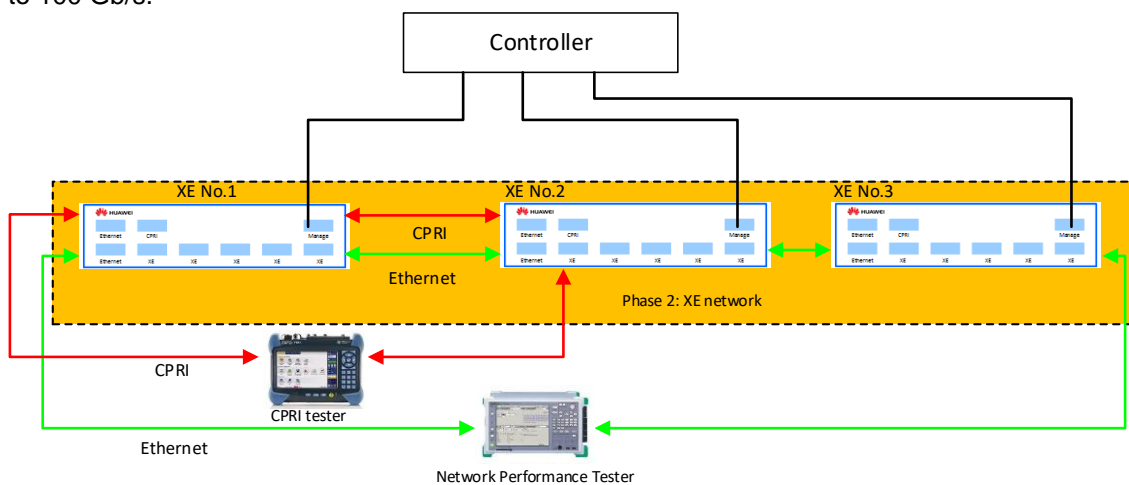 to 100 Gb/s.
Controller
XE No.1
XE No.2
XE No.3
HUAWEI
Ethernet CPRI Manage
Ethernet XE XE XE XE XE
HUAWEI
Ethernet CPRI Manage
Ethernet XE XE XE XE XE
HUAWEI
Ethernet CPRI Manage
Ethernet XE XE XE XE XE
CPRI
Ethernet
Phase 2: XE network
CPRI
CPRI tester
Ethernet
Network Performance Tester